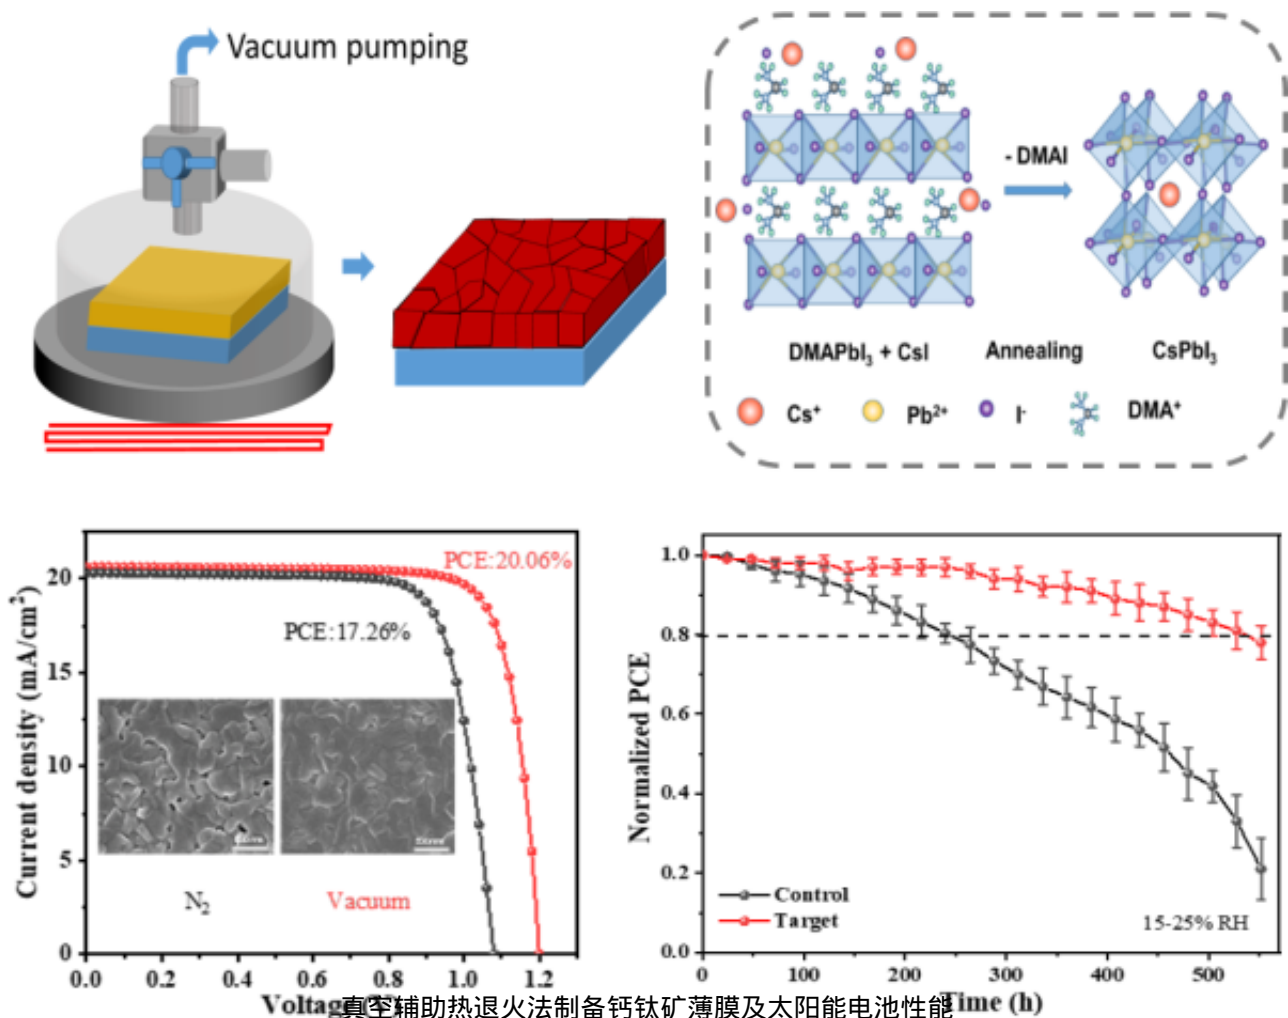 Vacuum pumping
- DMAI
DMAPbI₃ + CsI
Annealing
CsPbI₃
Cs⁺
Pb²⁺
I⁻
DMA⁺
Current density (mA/cm²)
20
15
10
5
0
0.0 0.2 0.4 0.6 0.8 1.0 1.2
PCE:20.06%
PCE:17.26%
N₂
Vacuum
Normalized PCE
1.0
0.8
0.6
0.4
0.2
0.0
0 100 200 300 400 500
Control
Target
15-25% RH
Time (h)
真空辅助热退火法制备钙钛矿薄膜及太阳能电池性能